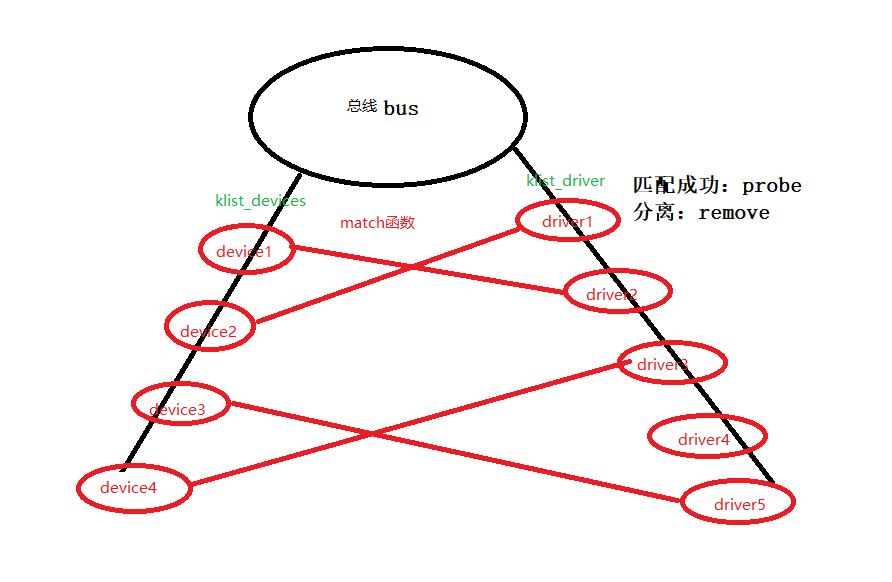 总线 bus
klist_driver
匹配成功：probe
klist_devices
分离：remove
match函数
driver1
device1
driver2
device2
driver3
device3
driver4
device4
driver5